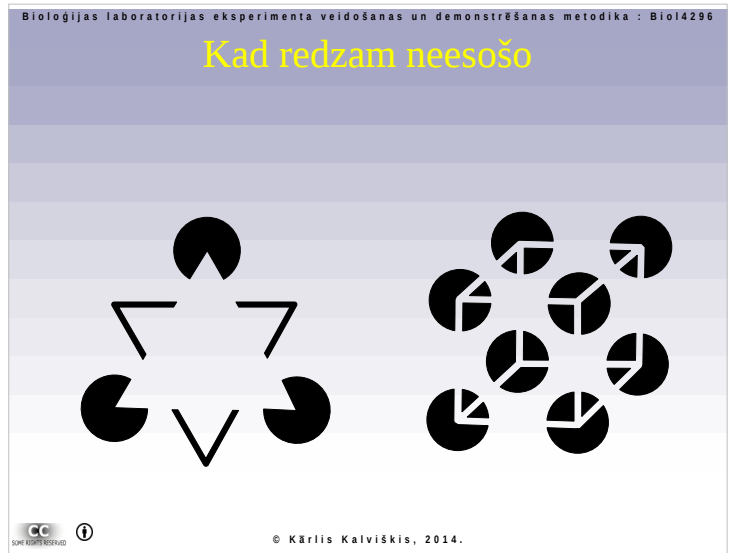 Bioloģijas laboratorijas eksperimenta veidošanas un demonstrēšanas metodika : Biol4296
Kad redzam neesošo
CC
SOME RIGHTS RESERVED
© Kārlis Kalviškis, 2014.